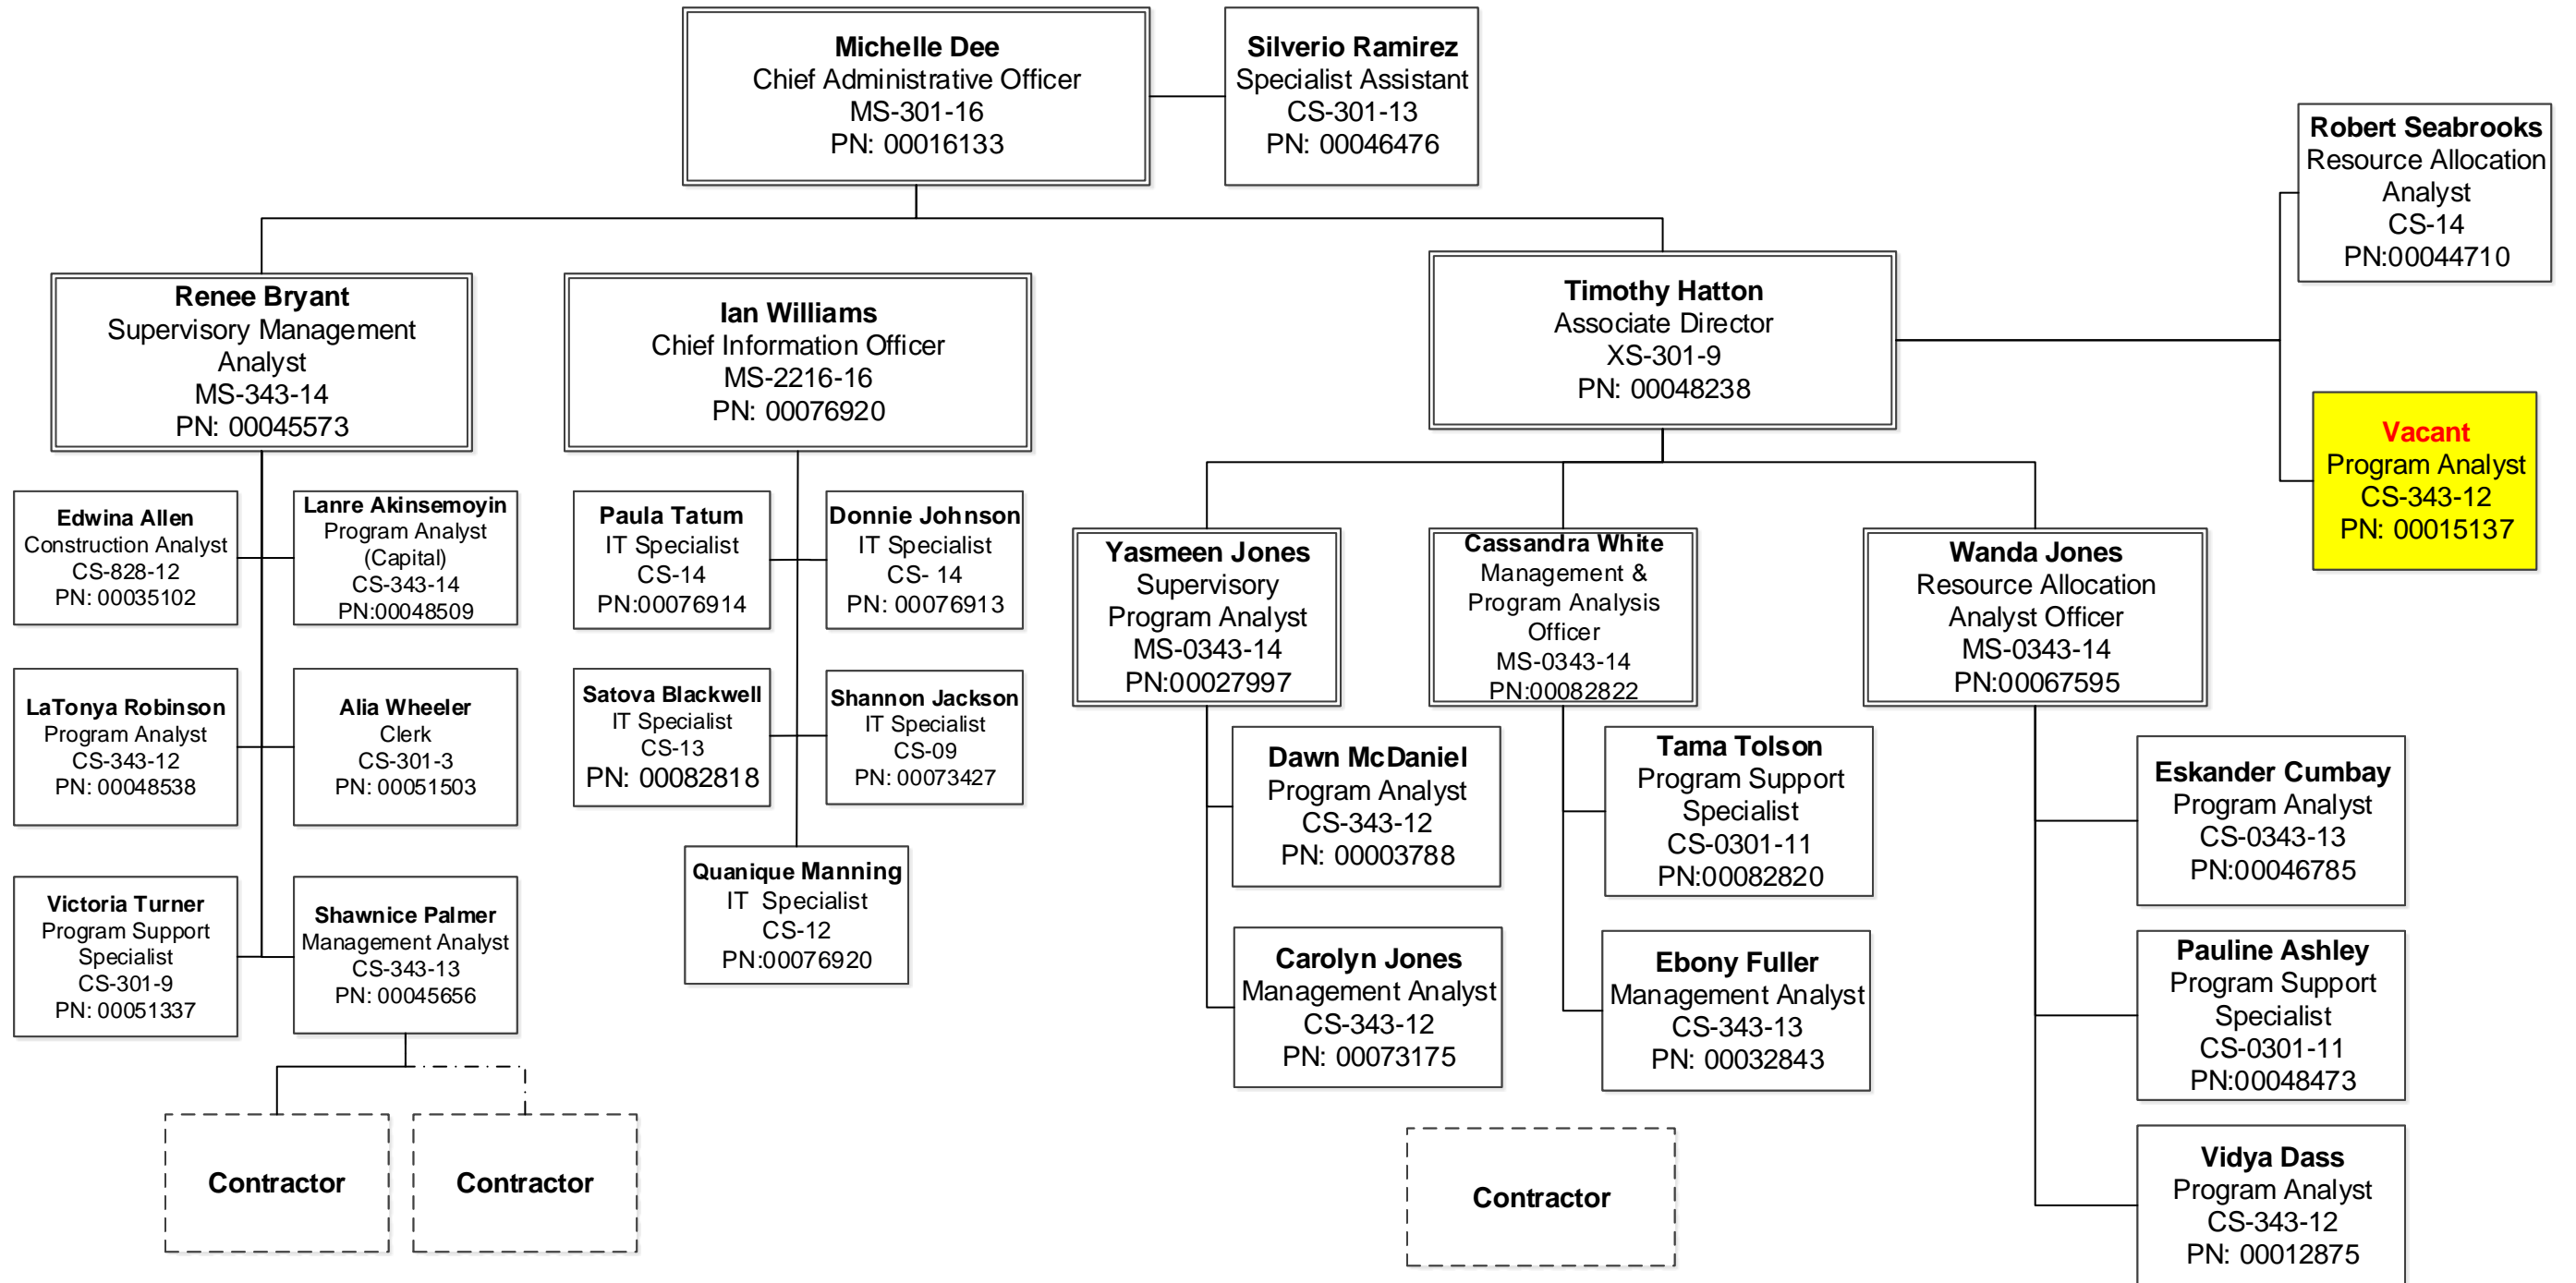 Michelle Dee
Chief Administrative Officer
MS-301-16
PN: 00016133
Silverio Ramirez
Specialist Assistant
CS-301-13
PN: 00046476
Robert Seabrooks
Resource Allocation
Analyst
CS-14
PN:00044710
Renee Bryant
Supervisory Management
Analyst
MS-343-14
PN: 00045573
Ian Williams
Chief Information Officer
MS-2216-16
PN: 00076920
Timothy Hatton
Associate Director
XS-301-9
PN: 00048238
Vacant
Program Analyst
CS-343-12
PN: 00015137
Edwina Allen
Construction Analyst
CS-828-12
PN: 00035102
Lanre Akinsemoyin
Program Analyst
(Capital)
CS-343-14
PN:00048509
Paula Tatum
IT Specialist
CS-14
PN:00076914
Donnie Johnson
IT Specialist
CS- 14
PN: 00076913
Yasmeen Jones
Supervisory
Program Analyst
MS-0343-14
PN:00027997
Cassandra White
Management &
Program Analysis
Officer
MS-0343-14
PN:00082822
Wanda Jones
Resource Allocation
Analyst Officer
MS-0343-14
PN:00067595
LaTonya Robinson
Program Analyst
CS-343-12
PN: 00048538
Alia Wheeler
Clerk
CS-301-3
PN: 00051503
Satova Blackwell
IT Specialist
CS-13
PN: 00082818
Shannon Jackson
IT Specialist
CS-09
PN: 00073427
Dawn McDaniel
Program Analyst
CS-343-12
PN: 00003788
Tama Tolson
Program Support
Specialist
CS-0301-11
PN:00082820
Eskander Cumbay
Program Analyst
CS-0343-13
PN:00046785
Victoria Turner
Program Support
Specialist
CS-301-9
PN: 00051337
Shawnice Palmer
Management Analyst
CS-343-13
PN: 00045656
Quanique Manning
IT Specialist
CS-12
PN:00076920
Carolyn Jones
Management Analyst
CS-343-12
PN: 00073175
Ebony Fuller
Management Analyst
CS-343-13
PN: 00032843
Pauline Ashley
Program Support
Specialist
CS-0301-11
PN:00048473
Contractor
Contractor
Contractor
Vidya Dass
Program Analyst
CS-343-12
PN: 00012875